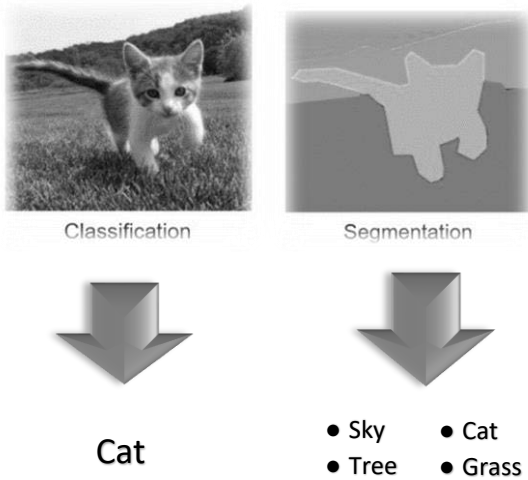 Classification
Segmentation
Cat
● Sky ● Cat
● Tree ● Grass